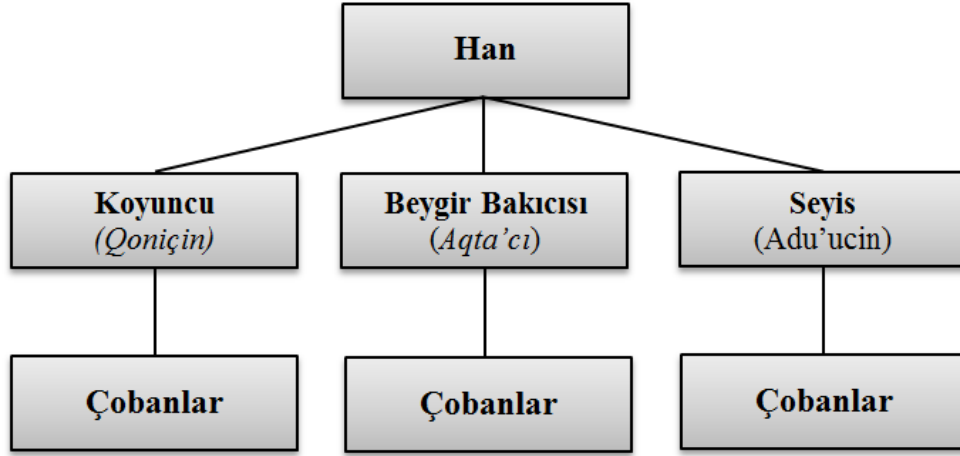 Han
Koyuncu
(Qoniçin)
Beygir Bakıcısı
(Aqta’cı)
Seyis
(Adu’ucin)
Çobanlar
Çobanlar
Çobanlar